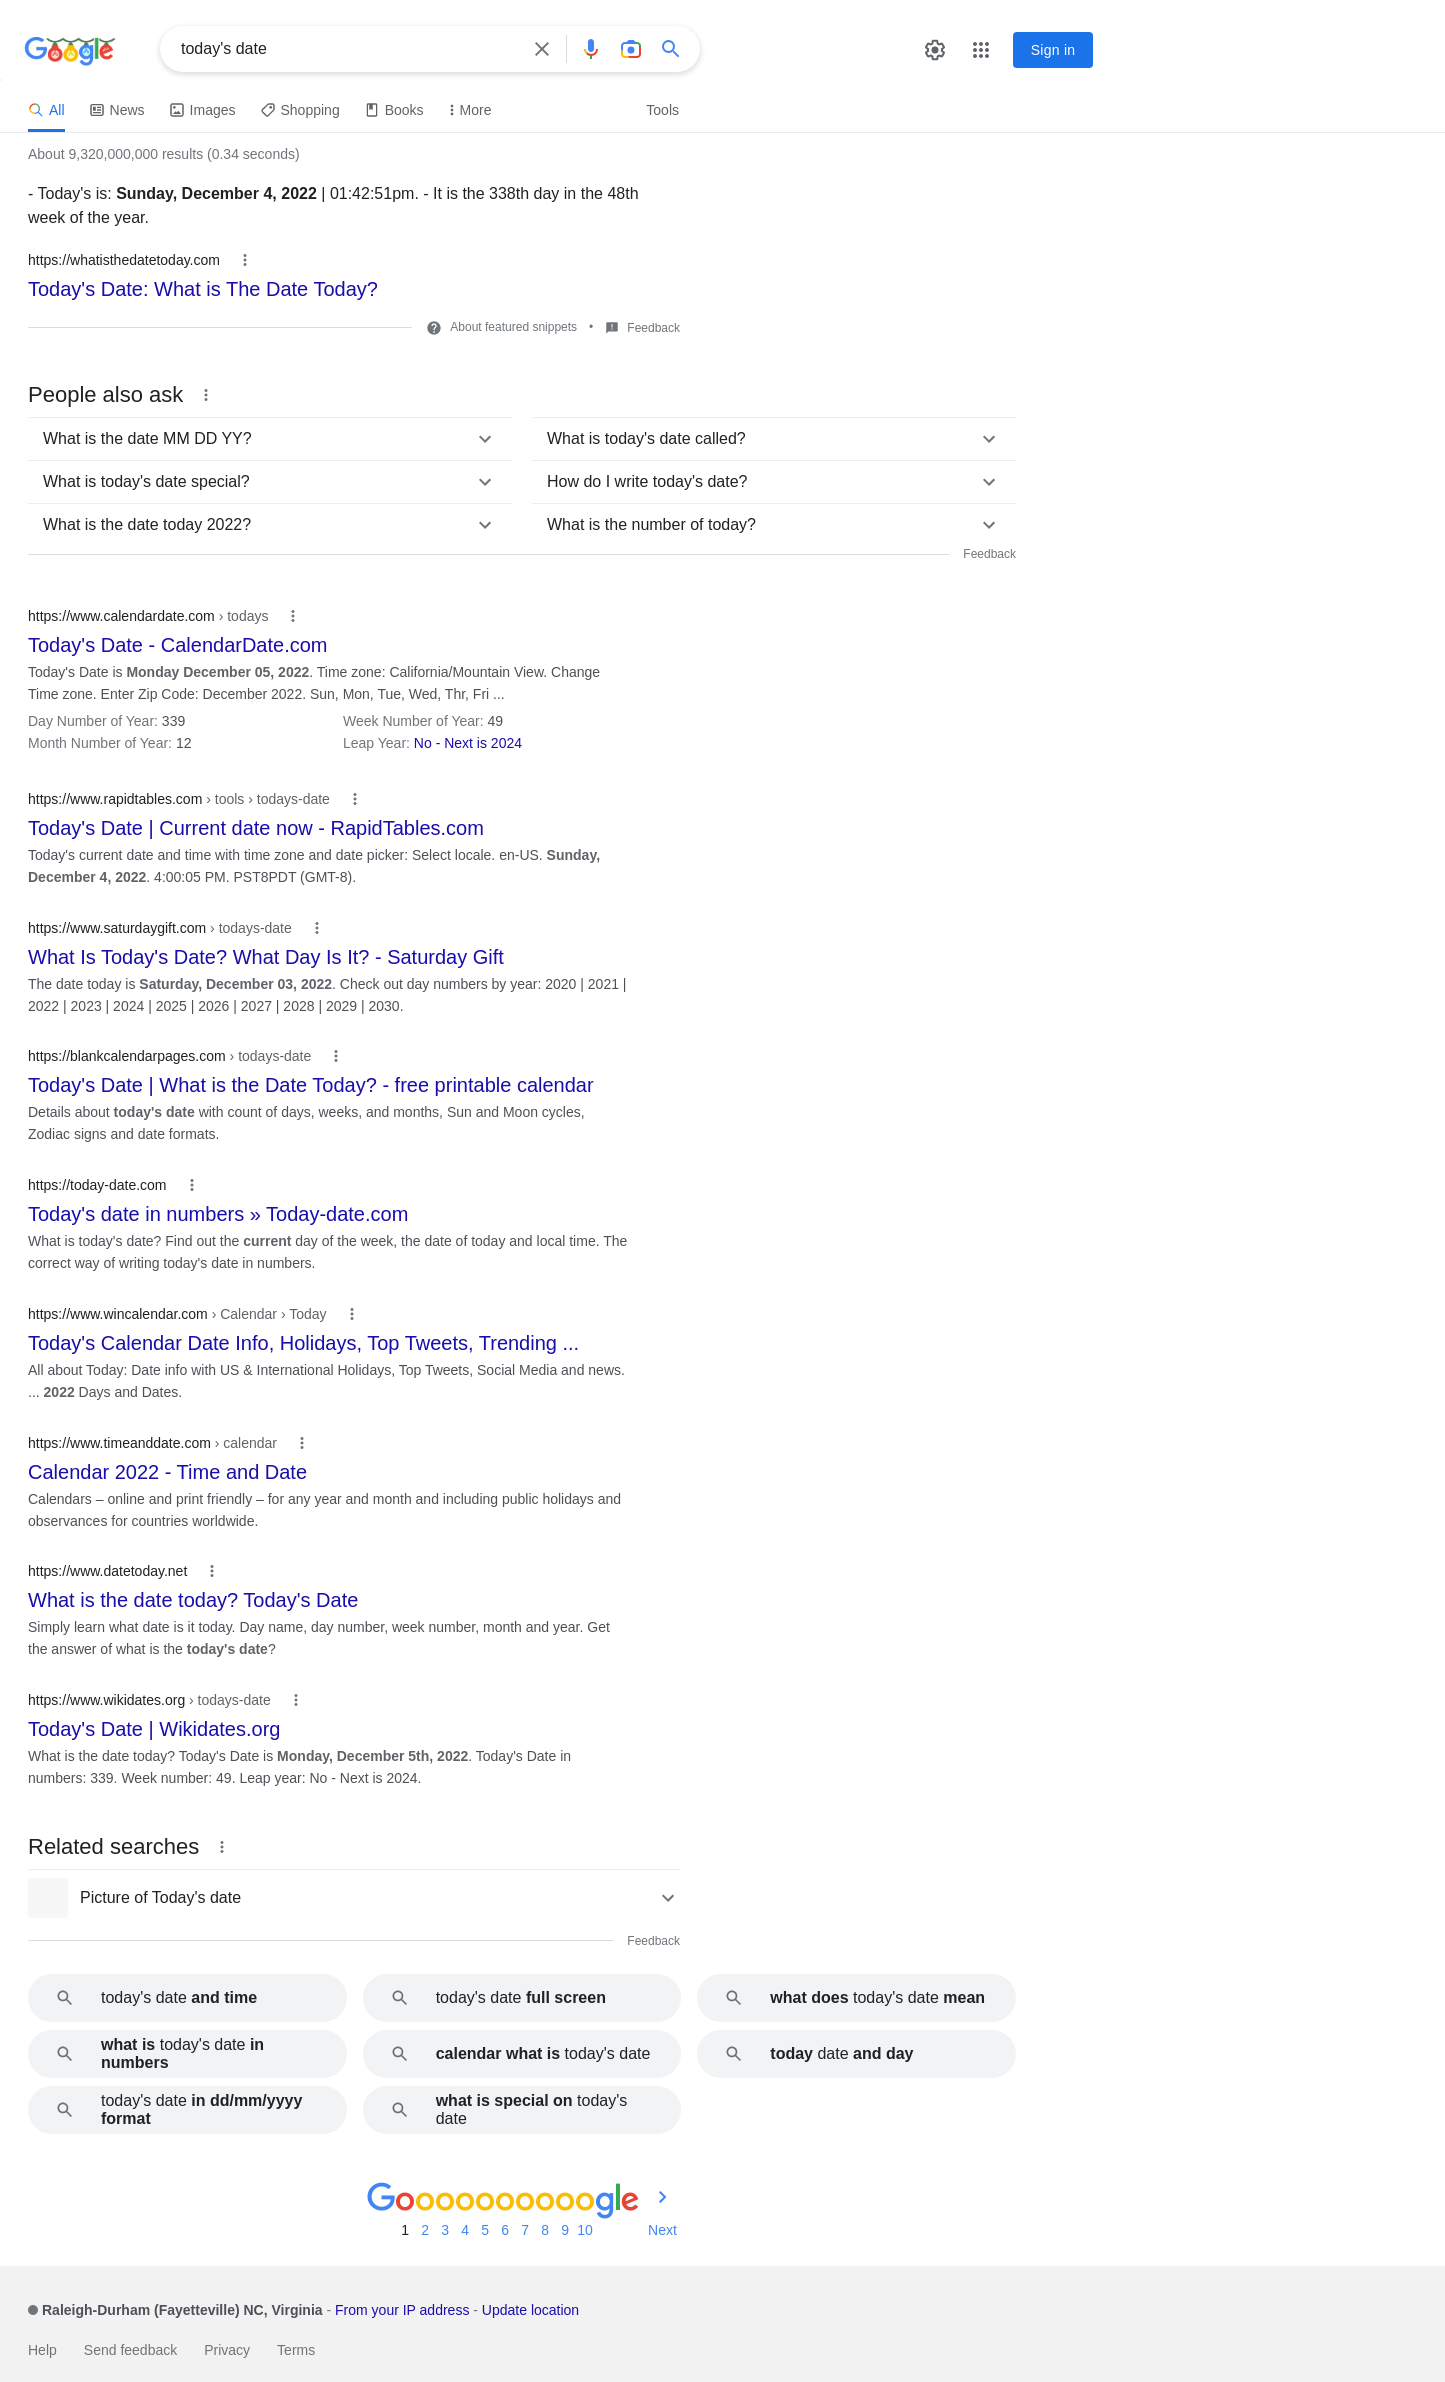 Google
today's date
Sign in
All News Images Shopping Books More Tools
About 9,320,000,000 results (0.34 seconds)
- Today's is: Sunday, December 4, 2022 | 01:42:51pm. - It is the 338th day in the 48th
week of the year.
https://whatisthedatetoday.com
Today's Date: What is The Date Today?
About featured snippets • Feedback
People also ask
What is the date MM DD YY?
What is today's date called?
What is today's date special?
How do I write today's date?
What is the date today 2022?
What is the number of today?
Feedback
https://www.calendardate.com › todays
Today's Date - CalendarDate.com
Today's Date is Monday December 05, 2022. Time zone: California/Mountain View. Change
Time zone. Enter Zip Code: December 2022. Sun, Mon, Tue, Wed, Thr, Fri ...
Day Number of Year: 339
Week Number of Year: 49
Month Number of Year: 12
Leap Year: No - Next is 2024
https://www.rapidtables.com › tools › todays-date
Today's Date | Current date now - RapidTables.com
Today's current date and time with time zone and date picker: Select locale. en-US. Sunday,
December 4, 2022. 4:00:05 PM. PST8PDT (GMT-8).
https://www.saturdaygift.com › todays-date
What Is Today's Date? What Day Is It? - Saturday Gift
The date today is Saturday, December 03, 2022. Check out day numbers by year: 2020 | 2021 |
2022 | 2023 | 2024 | 2025 | 2026 | 2027 | 2028 | 2029 | 2030.
https://blankcalendarpages.com › todays-date
Today's Date | What is the Date Today? - free printable calendar
Details about today's date with count of days, weeks, and months, Sun and Moon cycles,
Zodiac signs and date formats.
https://today-date.com
Today's date in numbers » Today-date.com
What is today's date? Find out the current day of the week, the date of today and local time. The
correct way of writing today's date in numbers.
https://www.wincalendar.com › Calendar › Today
Today's Calendar Date Info, Holidays, Top Tweets, Trending ...
All about Today: Date info with US & International Holidays, Top Tweets, Social Media and news.
... 2022 Days and Dates.
https://www.timeanddate.com › calendar
Calendar 2022 - Time and Date
Calendars – online and print friendly – for any year and month and including public holidays and
observances for countries worldwide.
https://www.datetoday.net
What is the date today? Today's Date
Simply learn what date is it today. Day name, day number, week number, month and year. Get
the answer of what is the today's date?
https://www.wikidates.org › todays-date
Today's Date | Wikidates.org
What is the date today? Today's Date is Monday, December 5th, 2022. Today's Date in
numbers: 339. Week number: 49. Leap year: No - Next is 2024.
Related searches
Picture of Today's date
Feedback
today's date and time
today's date full screen
what does today's date mean
what is today's date in
numbers
calendar what is today's date
today date and day
today's date in dd/mm/yyyy
format
what is special on today's
date
Goooooooooogle
1 2 3 4 5 6 7 8 9 10 Next
Raleigh-Durham (Fayetteville) NC, Virginia - From your IP address - Update location
Help Send feedback Privacy Terms